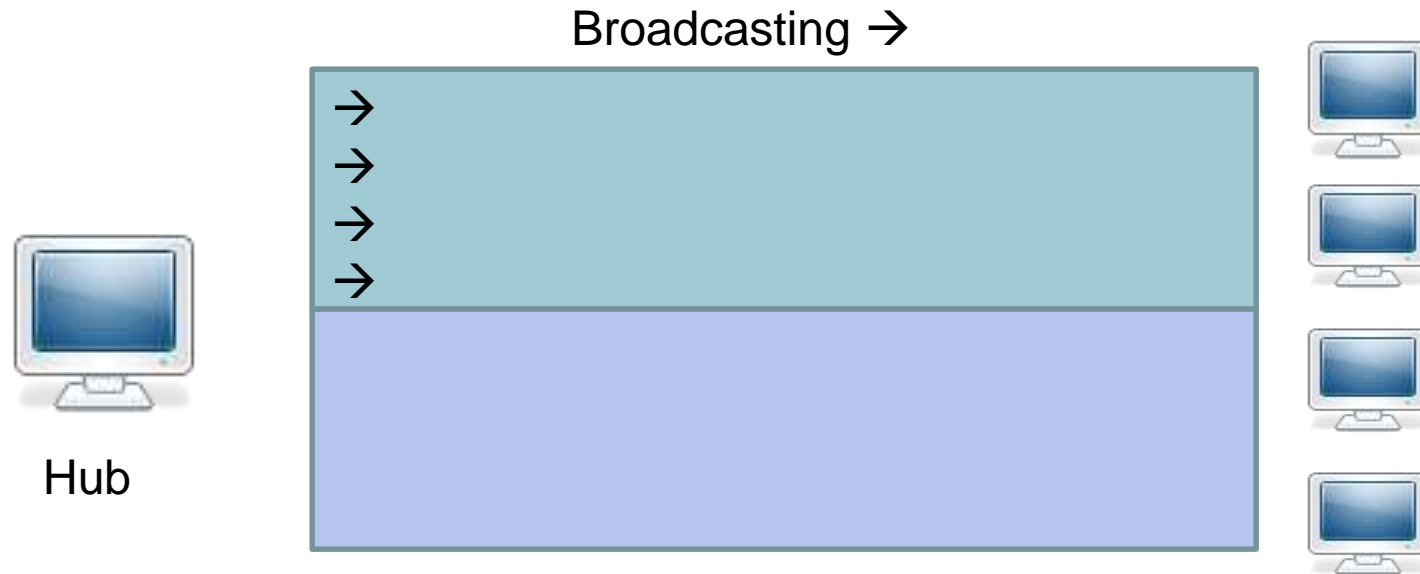 Broadcasting →
→
→
→
→
Hub